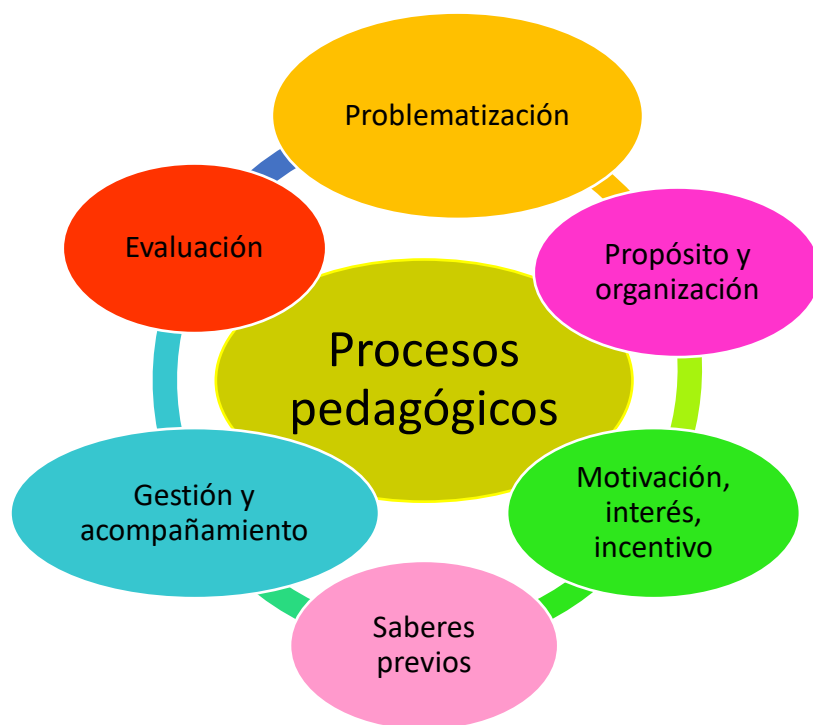 Problematización
Propósito y
organización
Motivación,
interés,
incentivo
Saberes
previos
Gestión y
acompañamiento
Evaluación
Procesos
pedagógicos